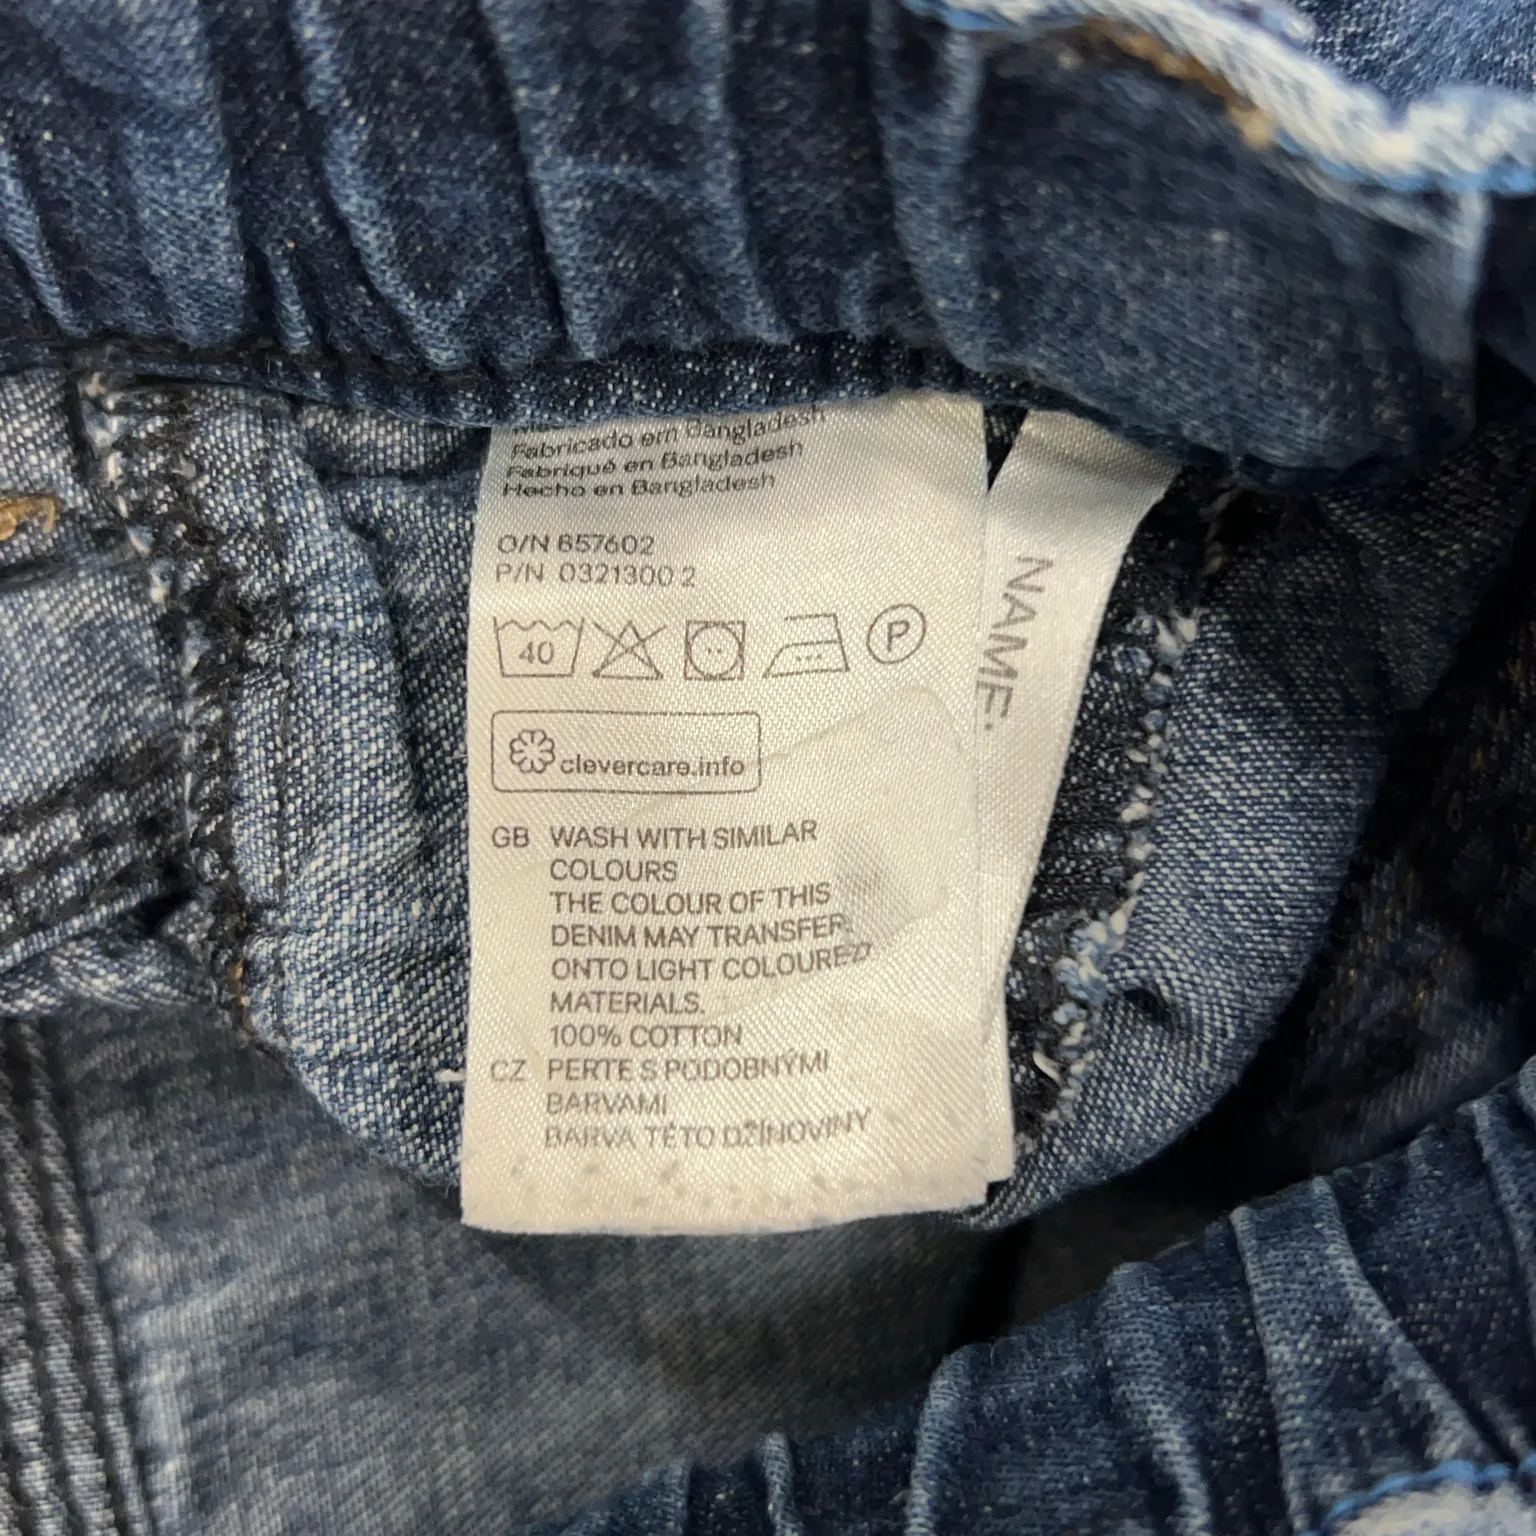 Fabricado em Bangladesh
Fabriqué en Bangladesh
Hecho en Bangladesh
O/N 657602
P/N 0321300 2
40
P
clevercare.info
GB WASH WITH SIMILAR
COLOURS
THE COLOUR OF THIS
DENIM MAY TRANSFER
ONTO LIGHT COLOURED
MATERIALS.
100% COTTON
CZ PERTE S PODOBNÝMI
BARVAMI
BARVA TÉTO DŽÍNOVINY
NAME: